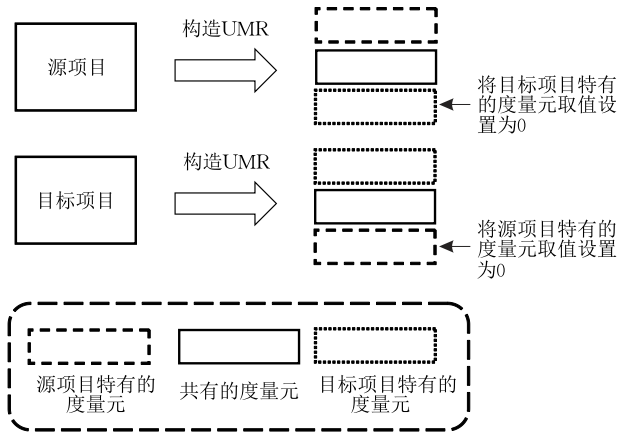 构造UMR
源项目
将目标项目特有
的度量元取值设
置为0
构造UMR
目标项目
将源项目特有的
度量元取值设置
为0
源项目特有的
度量元
共有的度量元
目标项目特有的
度量元